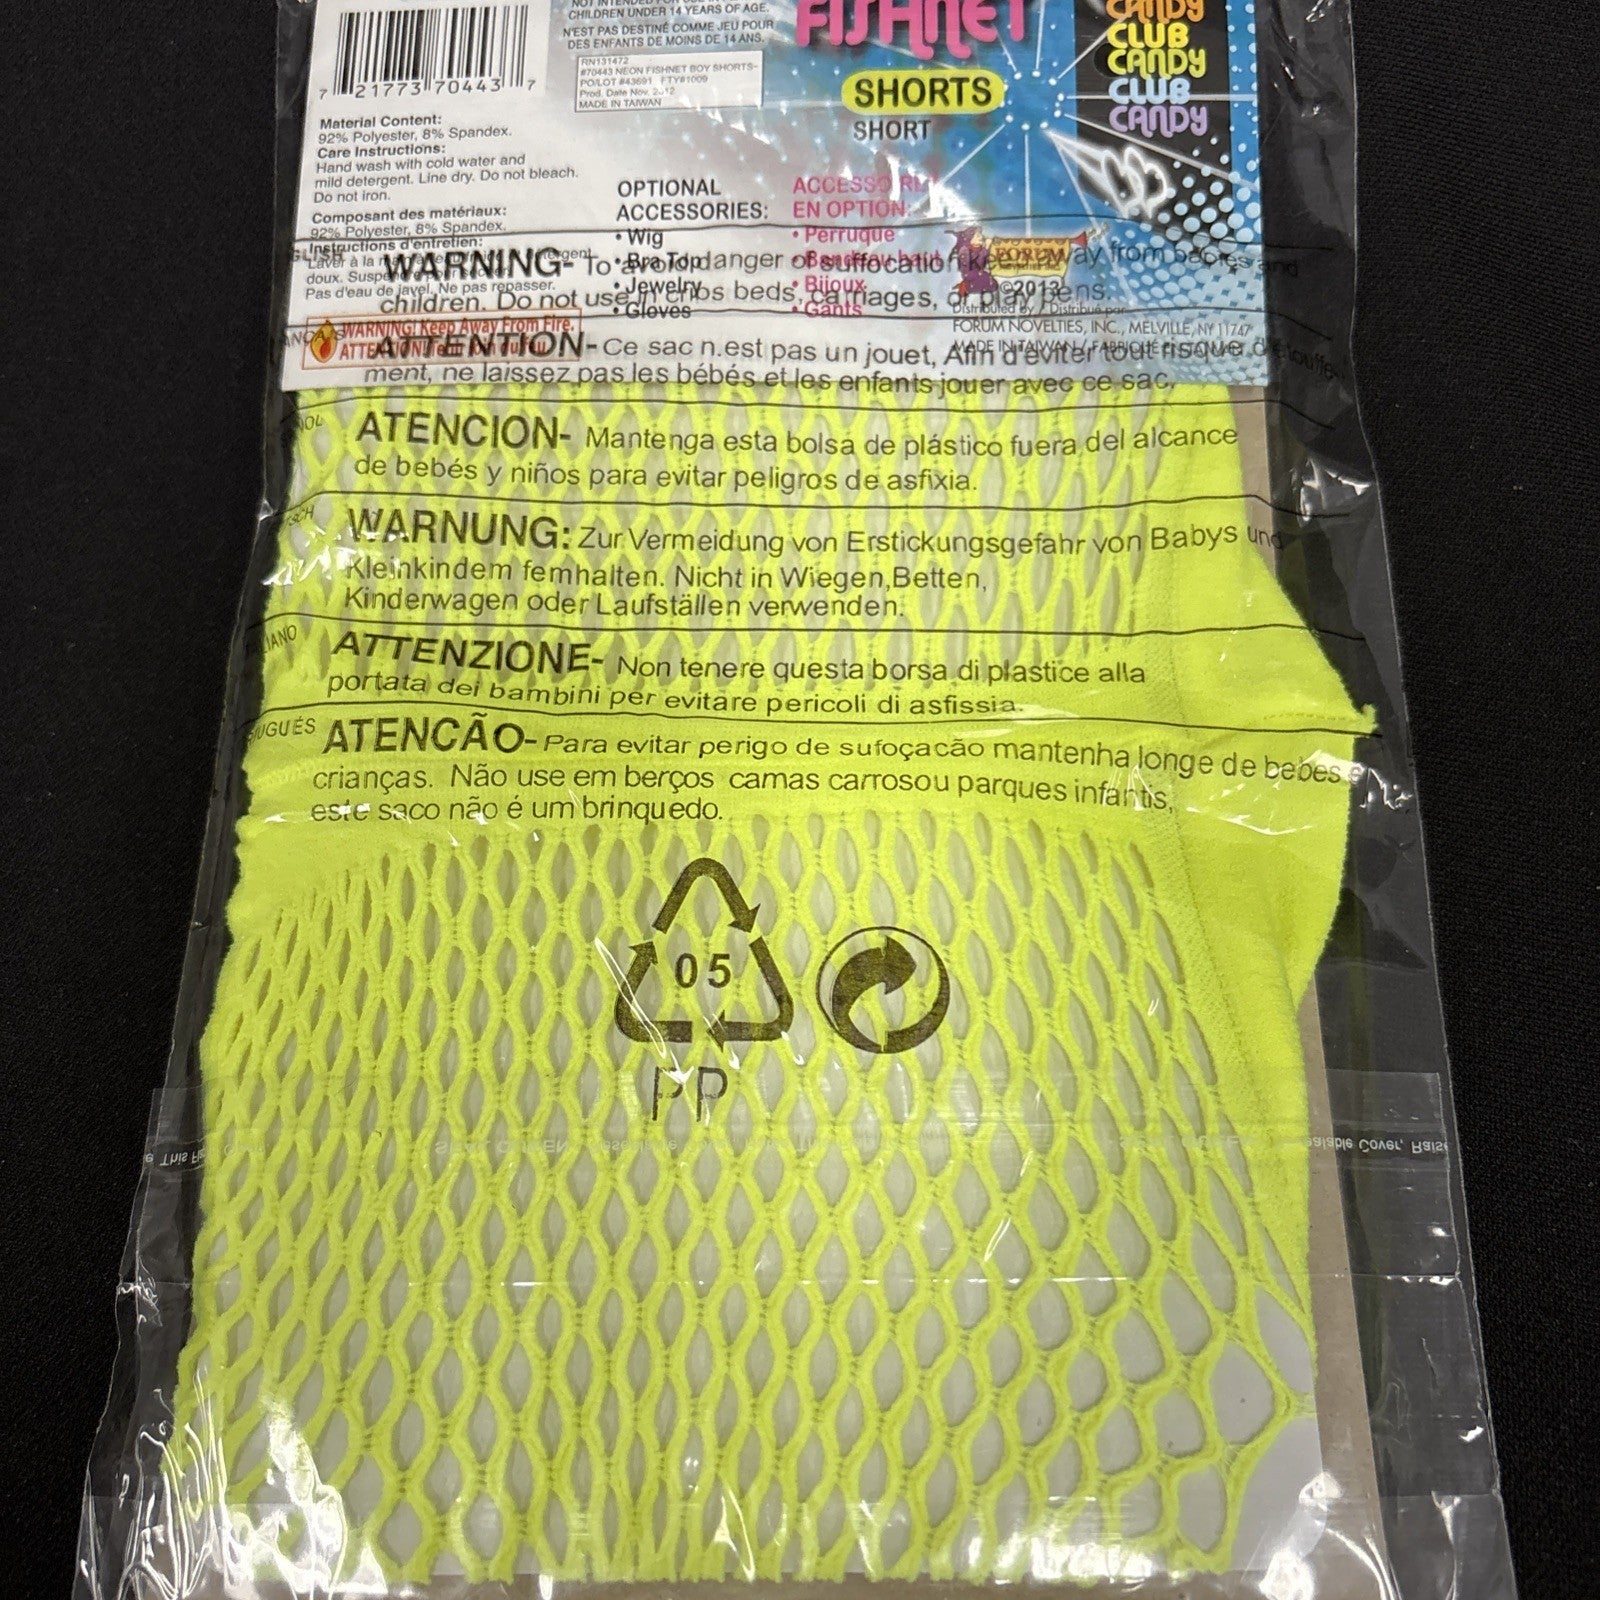 CHILDREN UNDER 14 YEARS OF AGE.
N'EST PAS DESTINÉ COMME JEU POUR
DES ENFANTS DE MOINS DE 14 ANS.
RN131472
#70443 NEON FISHNET BOY SHORTS-
PO/LOT #43691 FTY#1009
Prod. Date Nov. 2012
MADE IN TAIWAN
7 21773 70443 7
FISHNET
SHORTS
SHORT
CANDY
CLUB
CANDY
CLUB
CANDY
Material Content:
92% Polyester, 8% Spandex.
Care Instructions:
Hand wash with cold water and
mild detergent. Line dry. Do not bleach.
Do not iron.
Composant des matériaux:
92% Polyester, 8% Spandex.
Instructions d'entretien:
Pas d'eau de javel. Ne pas repasser.
WARNING! Keep Away From Fire.
OPTIONAL
ACCESSORIES:
• Wig
• Bra Top
• Jewelry
• Gloves
EN OPTION:
• Perruque
• Bijoux
• Gants
FORUM
©2013
Distributed by / Distribué par
FORUM NOVELTIES, INC., MELVILLE, NY 11747
WARNING- To avoid danger of suffocation keep away from babies and
children. Do not use in cribs beds, carriages, or play pens.
ATTENTION- Ce sac n.est pas un jouet, Afin d'éviter tout risque
ment, ne laissez pas les bébés et les enfants jouer avec ce sac,
ATENCION- Mantenga esta bolsa de plástico fuera del alcance
de bebés y niños para evitar peligros de asfixia.
WARNUNG: Zur Vermeidung von Erstickungsgefahr von Babys und
Kleinkindem femhalten. Nicht in Wiegen,Betten,
Kinderwagen oder Laufställen verwenden.
ATTENZIONE- Non tenere questa borsa di plastice alla
portata dei bambini per evitare pericoli di asfissia.
ATENCÃO- Para evitar perigo de sufoçacão mantenha longe de bebes e
crianças. Não use em berços camas carrosou parques infantis,
este saco não é um brinquedo.
05
PP